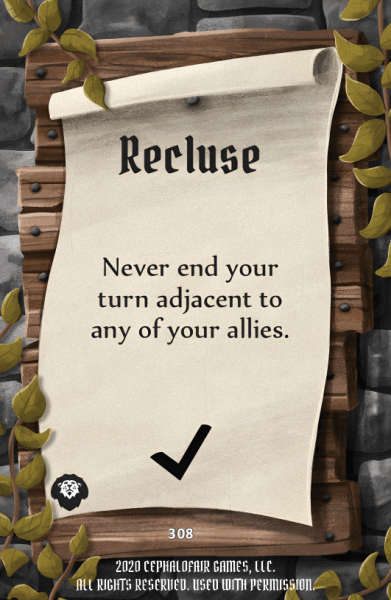 Recluse
Never end your
turn adjacent to
any of your allies.
308
2020 CEPHALOFAIR GAMES, LLC.
ALL RIGHTS RESERVED. USED WITH PERMISSION.